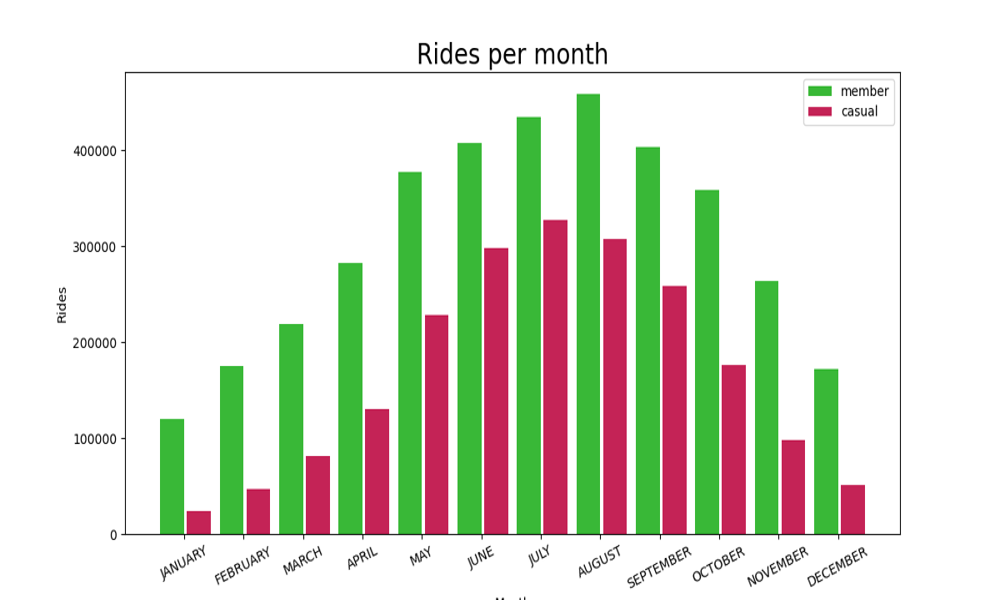 Rides per month
member
casual
400000
300000
200000
100000
0
Rides
JANUARY
FEBRUARY
MARCH
APRIL
MAY
JUNE
JULY
AUGUST
SEPTEMBER
OCTOBER
NOVEMBER
DECEMBER